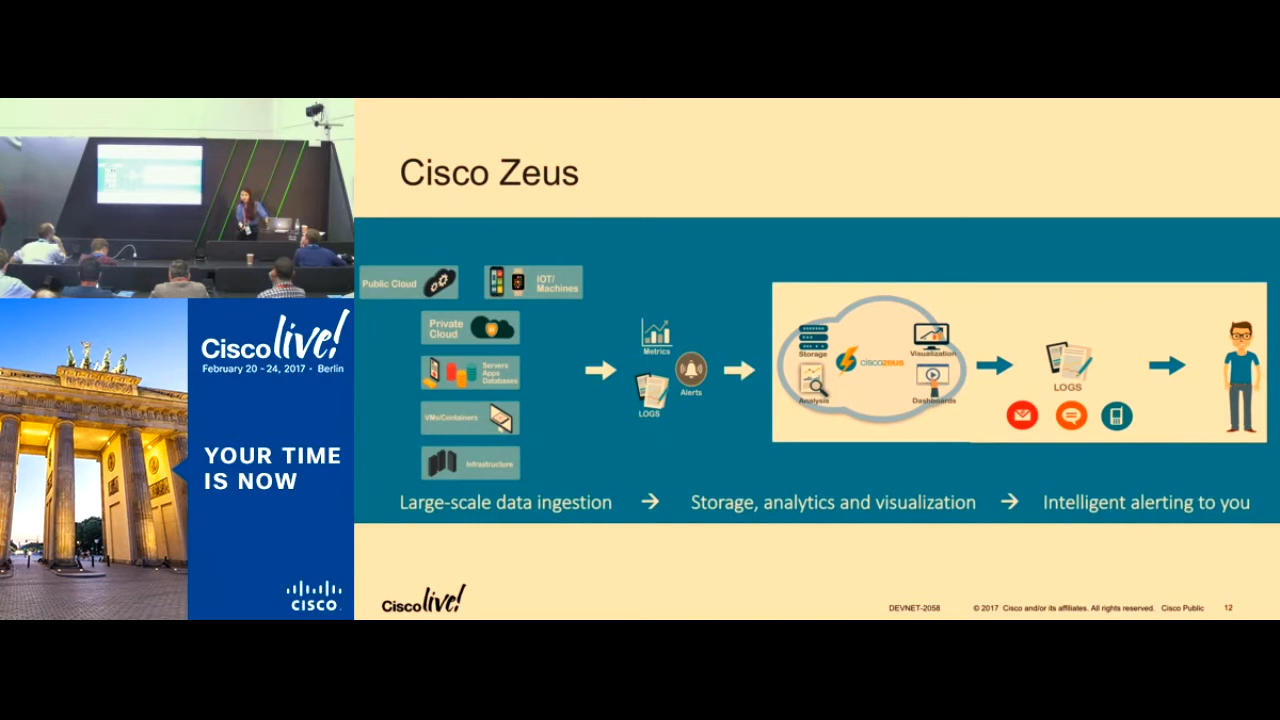 Cisco live!
February 20 - 24, 2017 • Berlin
YOUR TIME
IS NOW
CISCO
Cisco Zeus
Public Cloud
IOT/
Machines
Private
Cloud
Servers
Apps
Databases
VMs/Containers
Infrastructure
Metrics
Alerts
LOGS
Storage
Visualization
ciscozeus
Analysis
Dashboards
LOGS
Large-scale data ingestion → Storage, analytics and visualization → Intelligent alerting to you
Cisco live!
DEVNET-2058 © 2017 Cisco and/or its affiliates. All rights reserved. Cisco Public 12